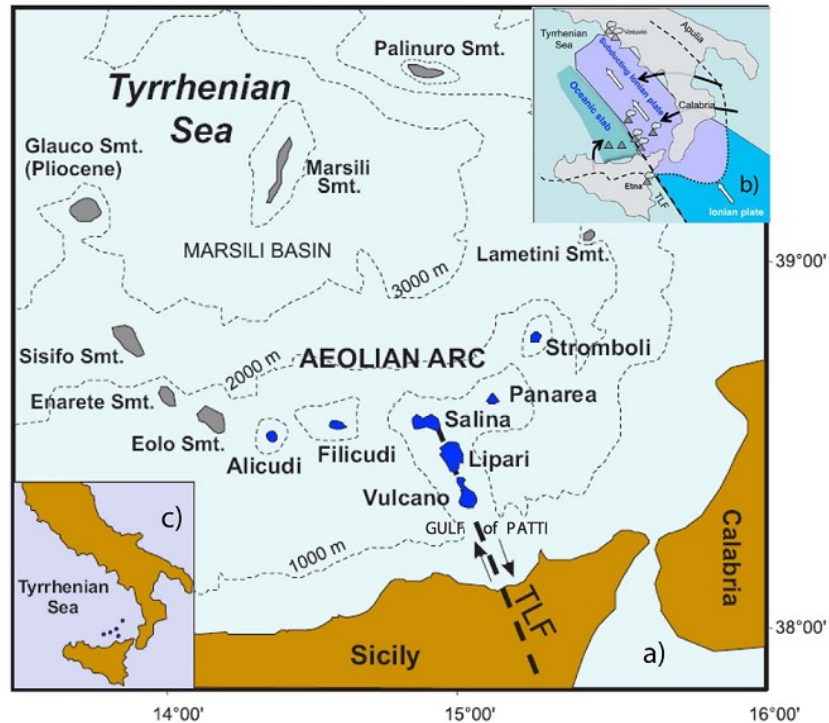 Palinuro Smt.
Tyrrhenian
Sea
Glauco Smt.
(Pliocene)
Marsili
Smt.
MARSILI BASIN
3000 m
Lametini Smt.
39°00'
Sisifo Smt.
2000 m
AEOLIAN ARC
Stromboli
Enarete Smt.
Panarea
Eolo Smt.
Alicudi
Filicudi
Salina
Lipari
Vulcano
GULF of PATTI
1000 m
TLF
Calabria
38°00'
Sicily
a)
14°00'
15°00'
16°00'
Tyrrhenian
Sea
Vesuvio
Apulia
Subducting Ionian plate
Oceanic slab
Calabria
Etna
TLF
Ionian plate
b)
c)
Tyrrhenian
Sea